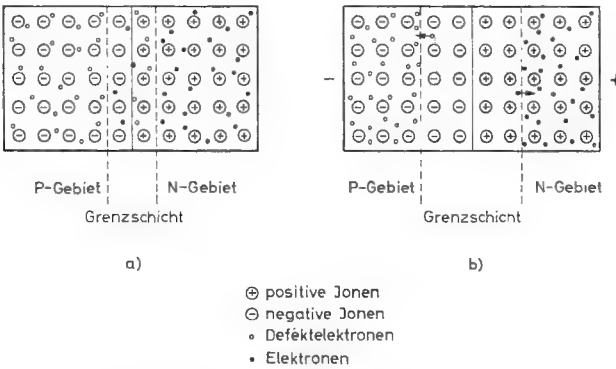 − +
P-Gebiet N-Gebiet
Grenzschicht
a)
P-Gebiet N-Gebiet
Grenzschicht
b)
⊕ positive Jonen
⊖ negative Jonen
∘ Defektelektronen
• Elektronen